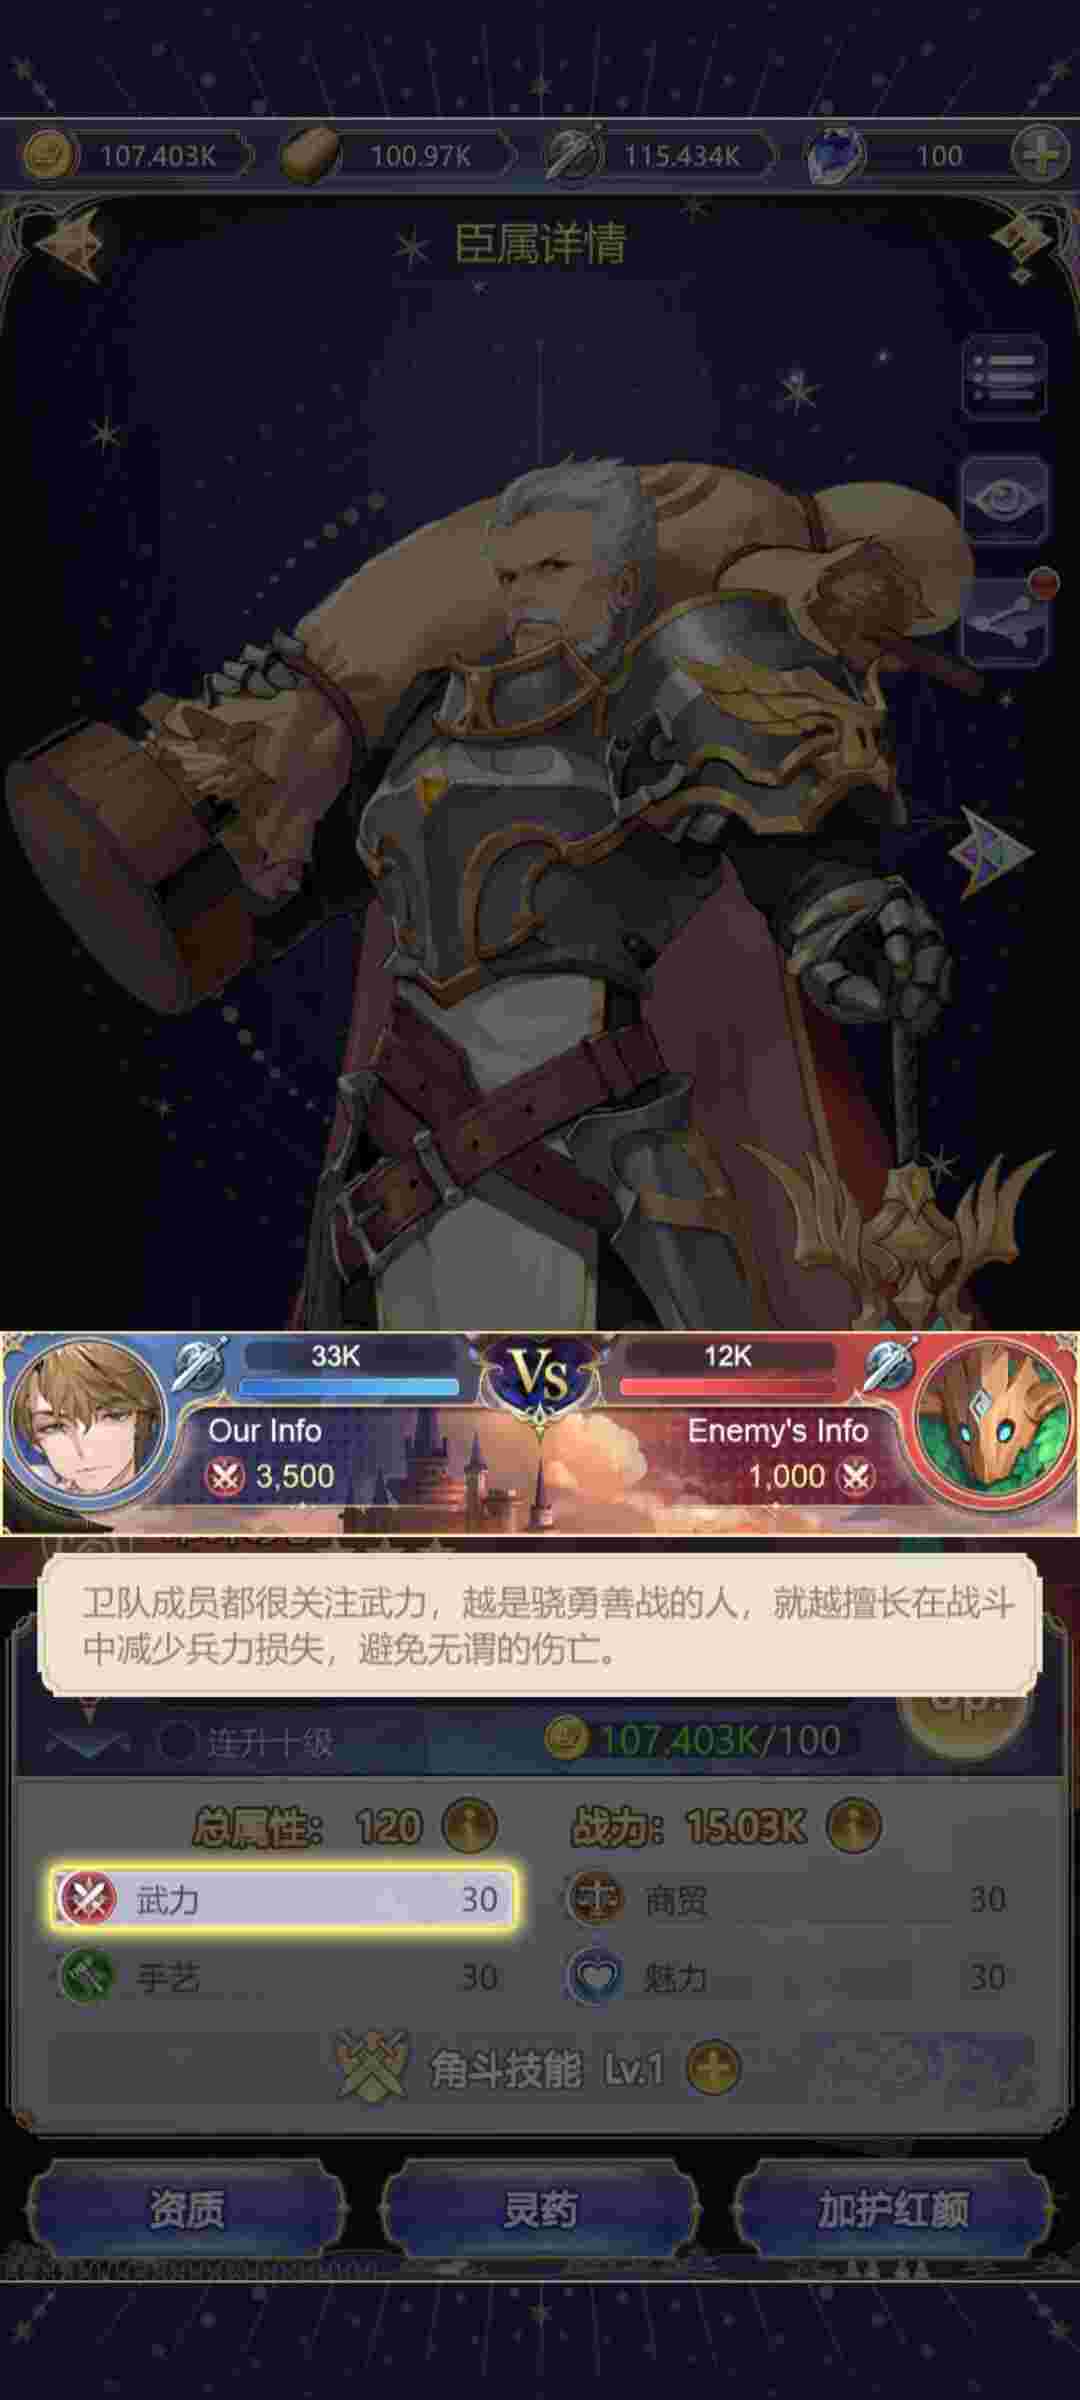 107.403K
100.97K
115.434K
100
臣属详情
33K
Vs
12K
Our Info
Enemy's Info
3,500
1,000
卫队成员都很关注武力，越是骁勇善战的人，就越擅长在战斗
中减少兵力损失，避免无谓的伤亡。
Up!
连升十级
107.403K/100
总属性： 120
战力： 15.03K
武力 30
商贸 30
手艺 30
魅力 30
角斗技能 Lv.1
资质
灵药
加护红颜